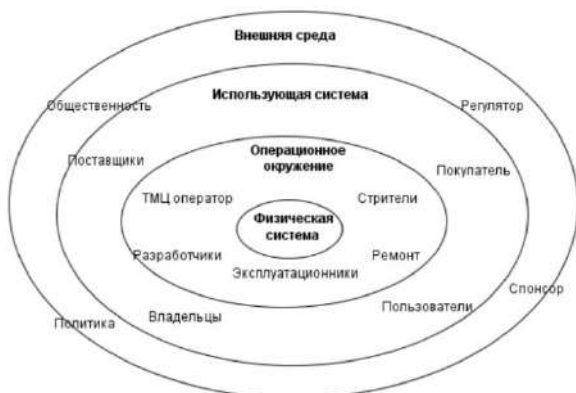 Внешняя среда
Общественность
Использующая система
Регулятор
Поставщики
Операционное
окружение
Покупатель
ТМЦ оператор
Стрители
Физическая
система
Разработчики
Ремонт
Эксплуатационники
Спонсор
Пользователи
Владельцы
Политика